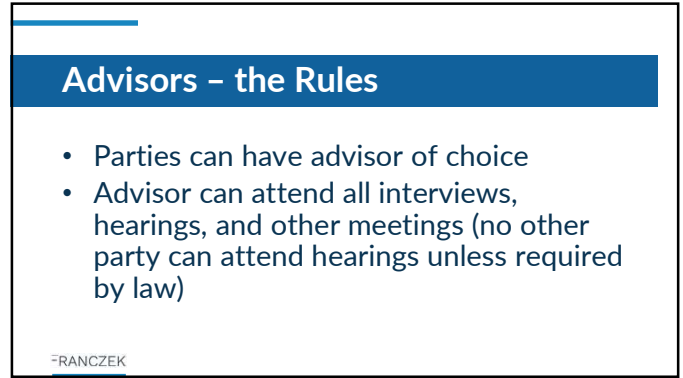 Advisors – the Rules
• Parties can have advisor of choice
• Advisor can attend all interviews,
hearings, and other meetings (no other
party can attend hearings unless required
by law)
FRANCZEK